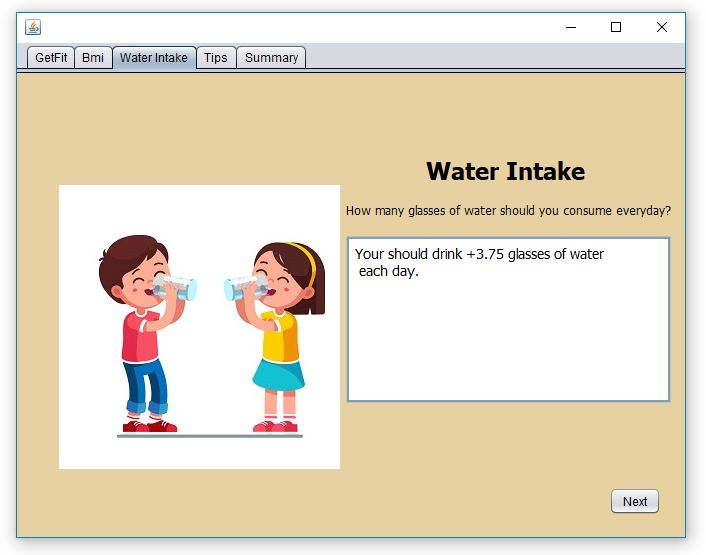 GetFit Bmi Water Intake Tips Summary
Water Intake
How many glasses of water should you consume everyday?
Your should drink +3.75 glasses of water
each day.
Next